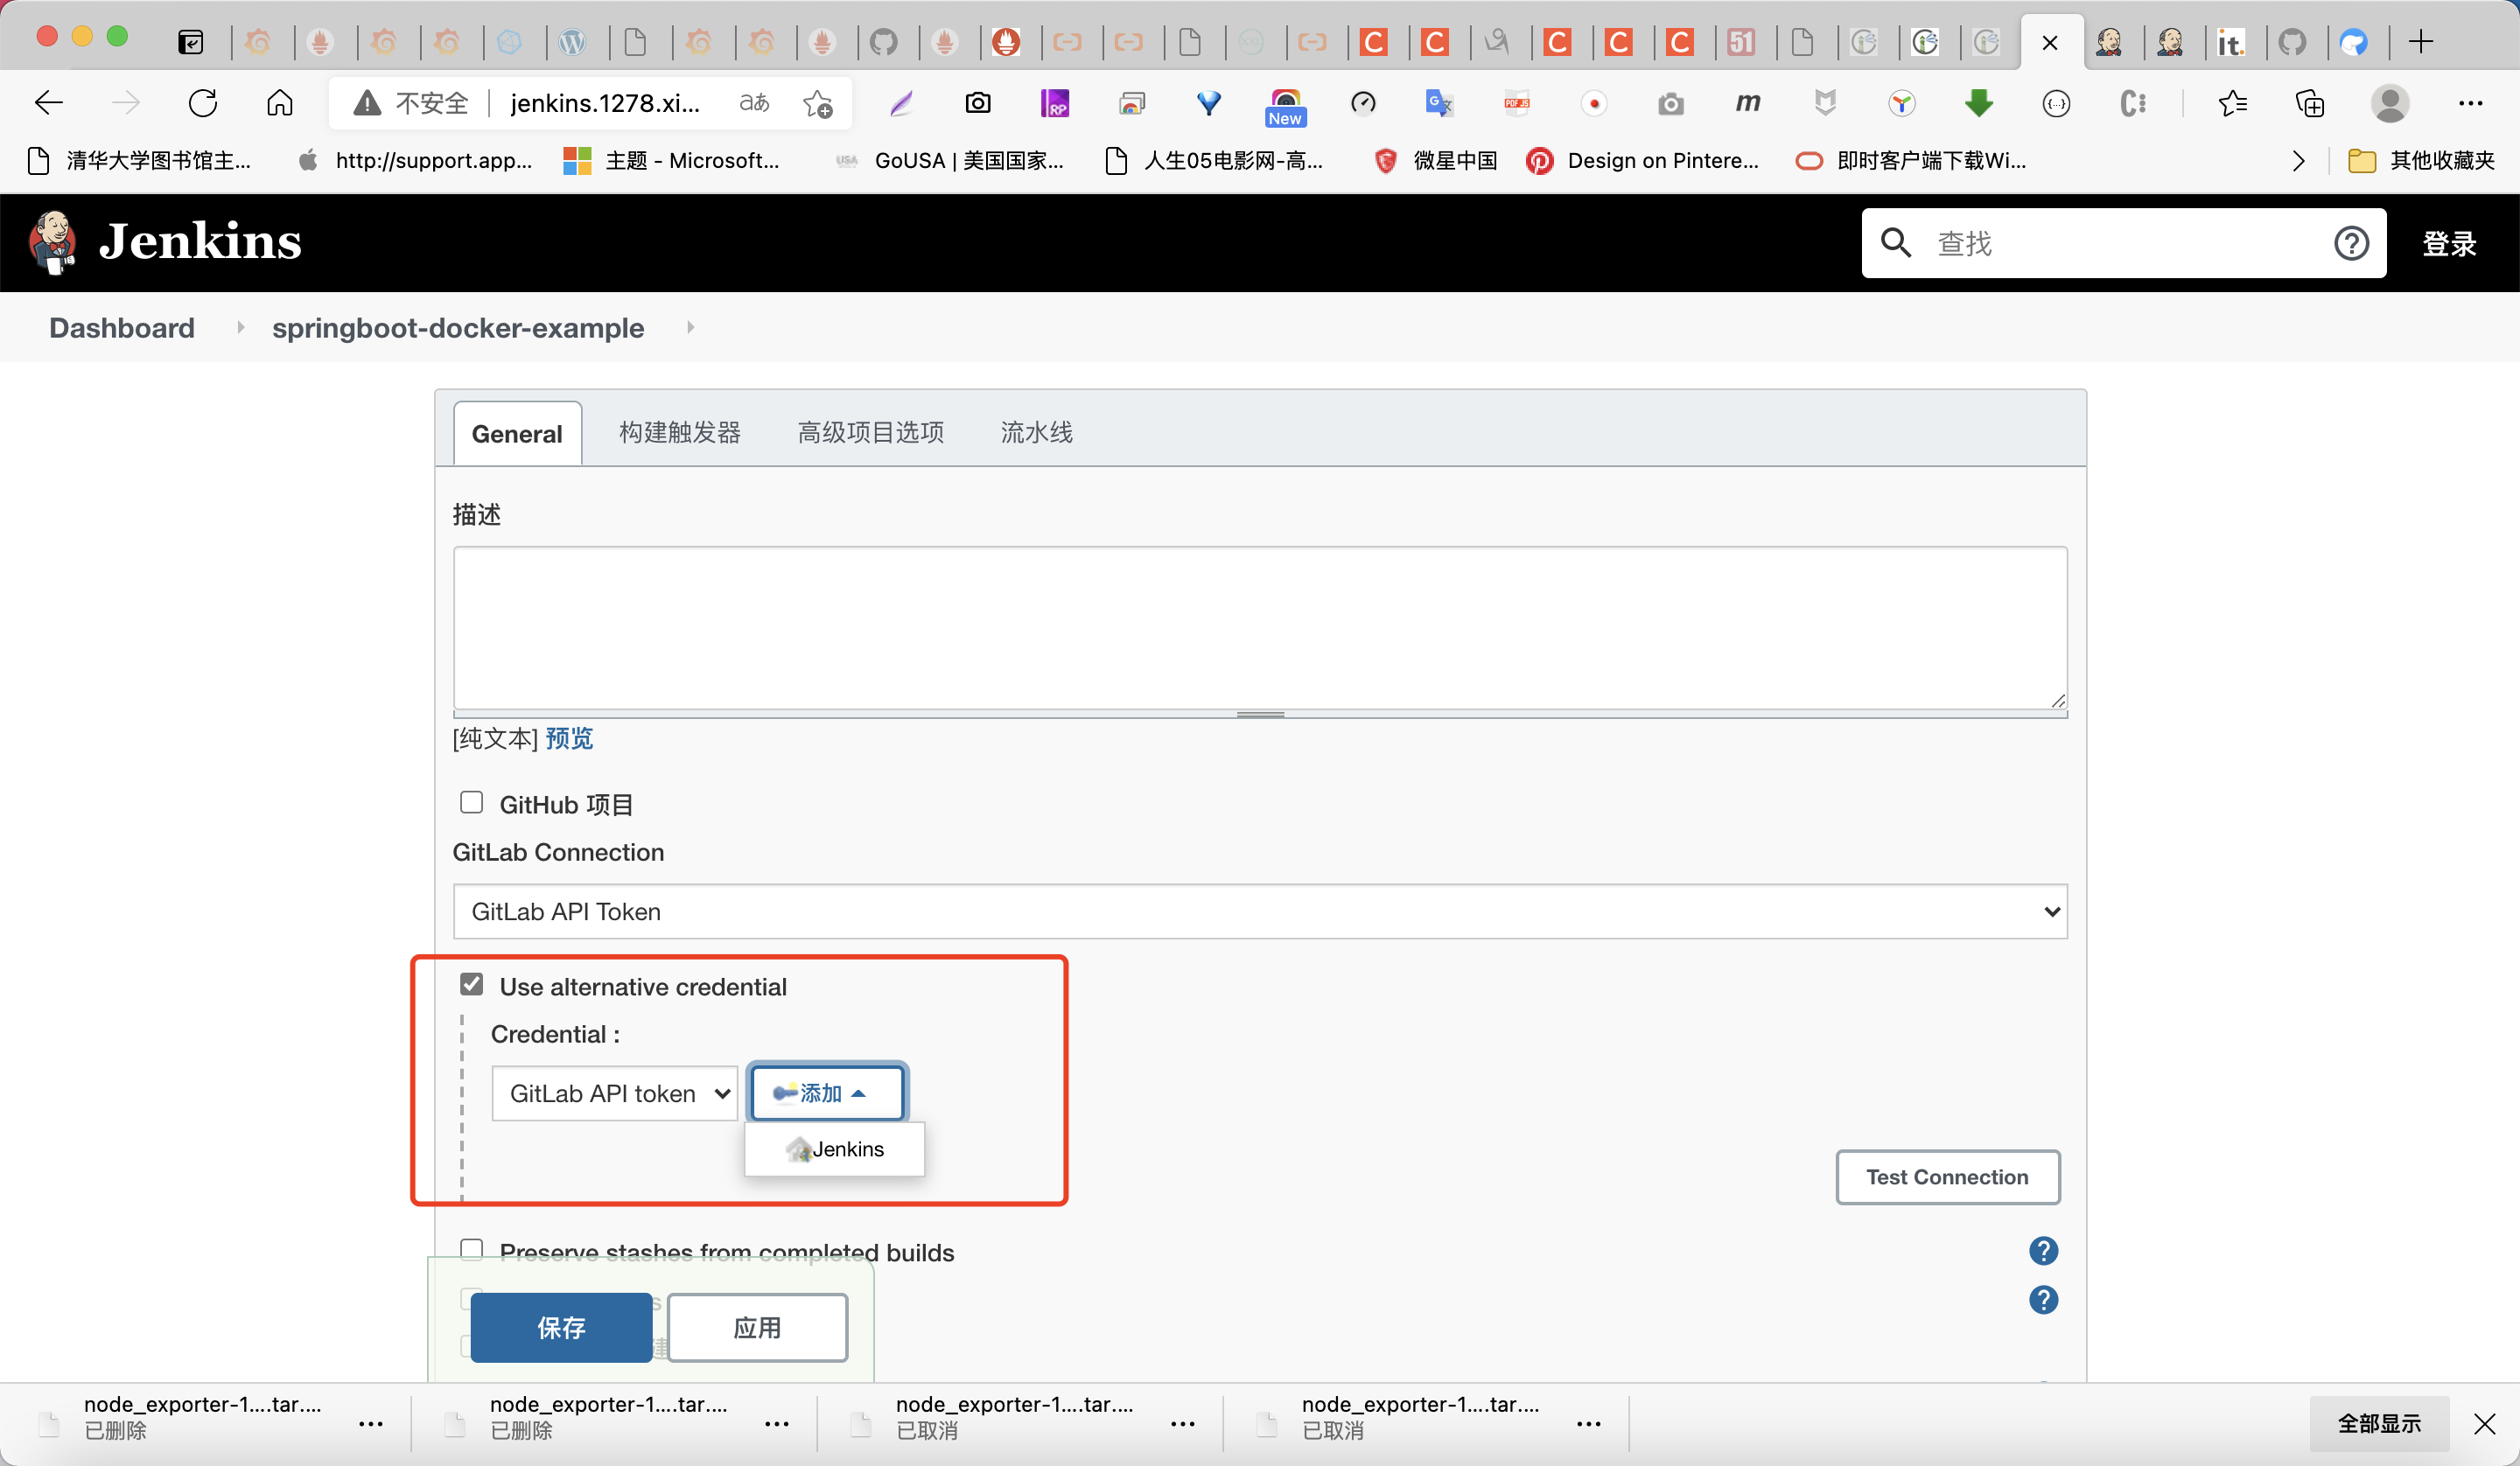 不安全
jenkins.1278.xi...
aあ
New
清华大学图书馆主...
http://support.app...
主题 - Microsoft...
GoUSA | 美国国家...
人生05电影网-高...
微星中国
Design on Pintere...
即时客户端下载Wi...
其他收藏夹
Jenkins
查找
登录
Dashboard
springboot-docker-example
General
构建触发器
高级项目选项
流水线
描述
[纯文本] 预览
GitHub 项目
GitLab Connection
GitLab API Token
Use alternative credential
Credential :
GitLab API token
添加
Jenkins
Test Connection
Preserve stashes from completed builds
保存
应用
node_exporter-1....tar....
已删除
node_exporter-1....tar....
已删除
node_exporter-1....tar....
已取消
node_exporter-1....tar....
已取消
全部显示